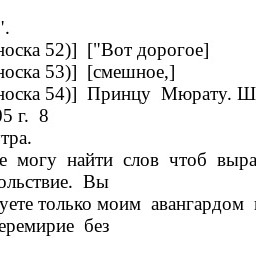 ".
носка 52)] ["Вот дорогое]
носка 53)] [смешное,]
носка 54)] Принцу Мюрату. Ш
05 г. 8
тра.
е могу найти слов чтоб выра
ольствие. Вы
уете только моим авангардом
еремирие без